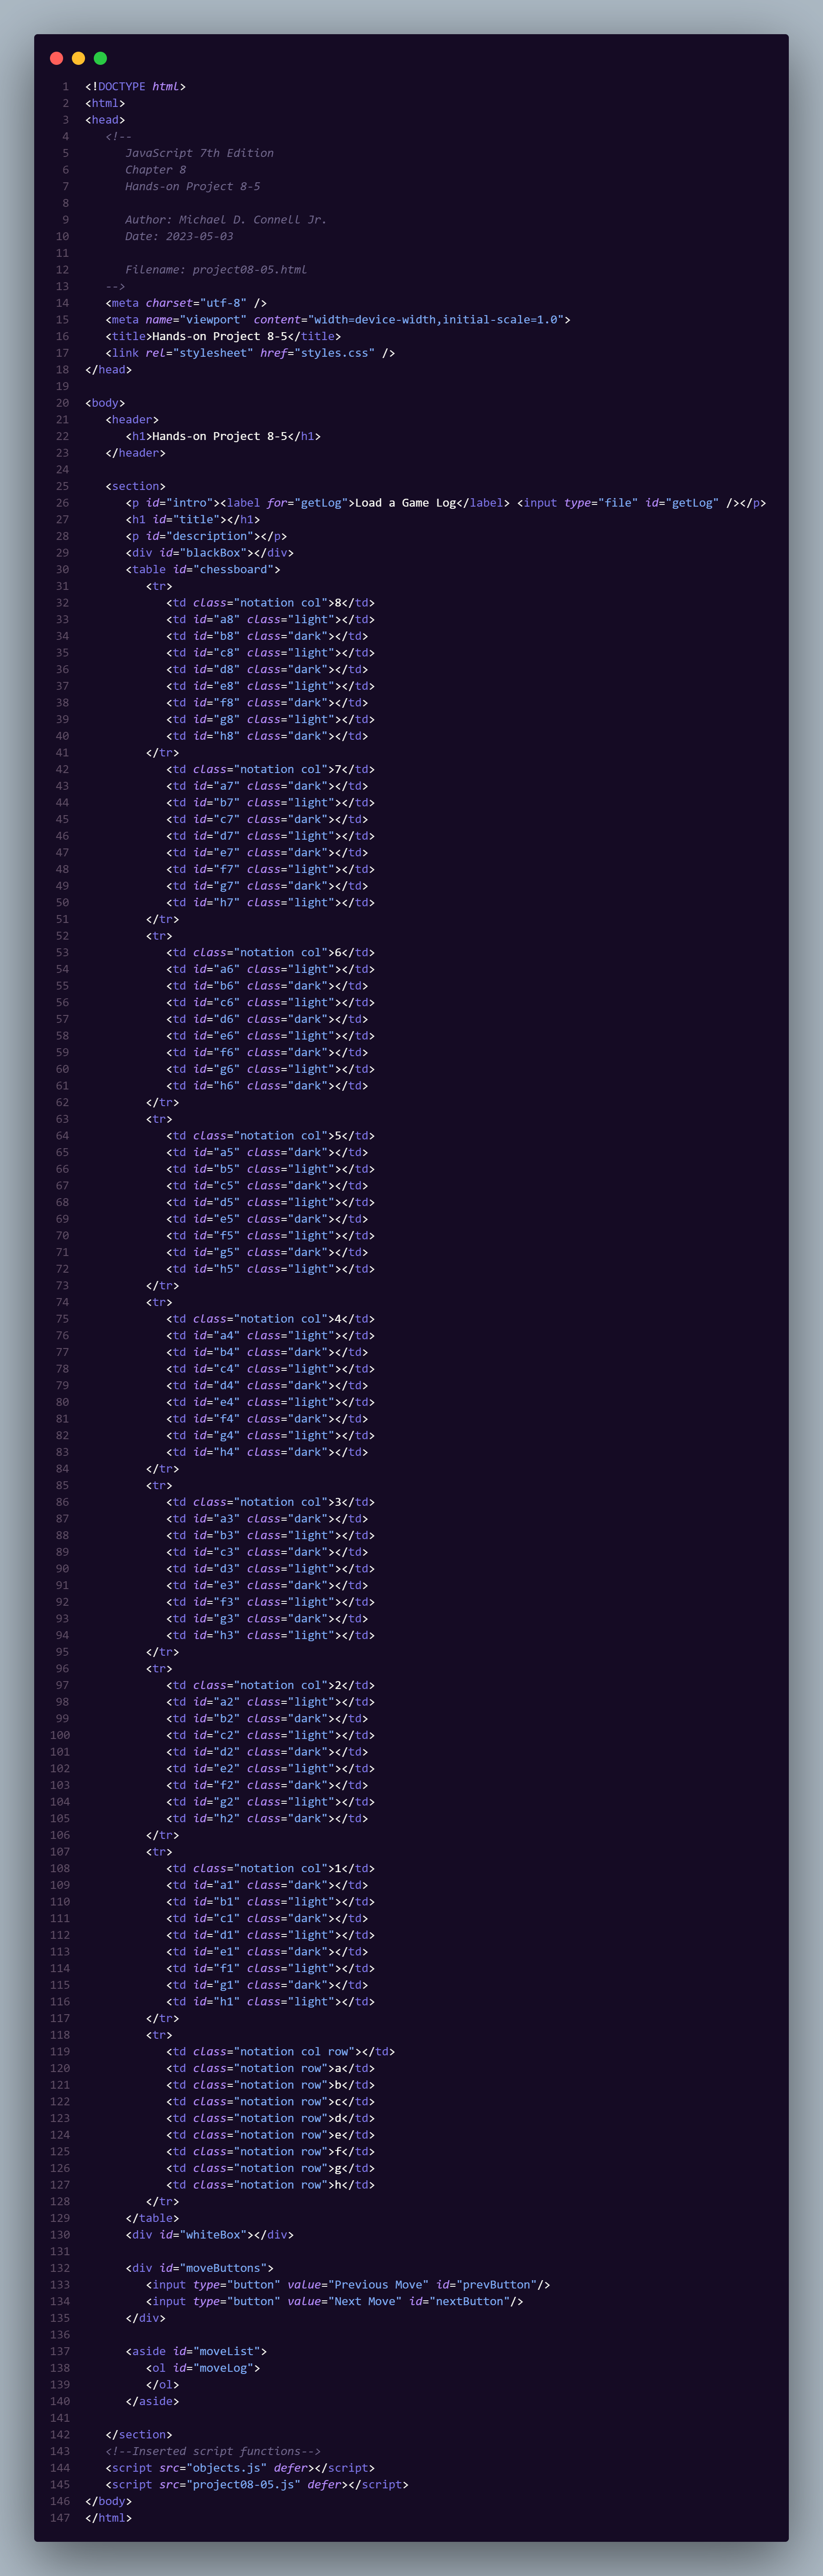 1 <!DOCTYPE html>
2 <html>
3 <head>
4 <!--
5 JavaScript 7th Edition
6 Chapter 8
7 Hands-on Project 8-5
8
9 Author: Michael D. Connell Jr.
10 Date: 2023-05-03
11
12 Filename: project08-05.html
13 -->
14 <meta charset="utf-8" />
15 <meta name="viewport" content="width=device-width,initial-scale=1.0">
16 <title>Hands-on Project 8-5</title>
17 <link rel="stylesheet" href="styles.css" />
18 </head>
19
20 <body>
21 <header>
22 <h1>Hands-on Project 8-5</h1>
23 </header>
24
25 <section>
26 <p id="intro"><label for="getLog">Load a Game Log</label> <input type="file" id="getLog" /></p>
27 <h1 id="title"></h1>
28 <p id="description"></p>
29 <div id="blackBox"></div>
30 <table id="chessboard">
31 <tr>
32 <td class="notation col">8</td>
33 <td id="a8" class="light"></td>
34 <td id="b8" class="dark"></td>
35 <td id="c8" class="light"></td>
36 <td id="d8" class="dark"></td>
37 <td id="e8" class="light"></td>
38 <td id="f8" class="dark"></td>
39 <td id="g8" class="light"></td>
40 <td id="h8" class="dark"></td>
41 </tr>
42 <td class="notation col">7</td>
43 <td id="a7" class="dark"></td>
44 <td id="b7" class="light"></td>
45 <td id="c7" class="dark"></td>
46 <td id="d7" class="light"></td>
47 <td id="e7" class="dark"></td>
48 <td id="f7" class="light"></td>
49 <td id="g7" class="dark"></td>
50 <td id="h7" class="light"></td>
51 </tr>
52 <tr>
53 <td class="notation col">6</td>
54 <td id="a6" class="light"></td>
55 <td id="b6" class="dark"></td>
56 <td id="c6" class="light"></td>
57 <td id="d6" class="dark"></td>
58 <td id="e6" class="light"></td>
59 <td id="f6" class="dark"></td>
60 <td id="g6" class="light"></td>
61 <td id="h6" class="dark"></td>
62 </tr>
63 <tr>
64 <td class="notation col">5</td>
65 <td id="a5" class="dark"></td>
66 <td id="b5" class="light"></td>
67 <td id="c5" class="dark"></td>
68 <td id="d5" class="light"></td>
69 <td id="e5" class="dark"></td>
70 <td id="f5" class="light"></td>
71 <td id="g5" class="dark"></td>
72 <td id="h5" class="light"></td>
73 </tr>
74 <tr>
75 <td class="notation col">4</td>
76 <td id="a4" class="light"></td>
77 <td id="b4" class="dark"></td>
78 <td id="c4" class="light"></td>
79 <td id="d4" class="dark"></td>
80 <td id="e4" class="light"></td>
81 <td id="f4" class="dark"></td>
82 <td id="g4" class="light"></td>
83 <td id="h4" class="dark"></td>
84 </tr>
85 <tr>
86 <td class="notation col">3</td>
87 <td id="a3" class="dark"></td>
88 <td id="b3" class="light"></td>
89 <td id="c3" class="dark"></td>
90 <td id="d3" class="light"></td>
91 <td id="e3" class="dark"></td>
92 <td id="f3" class="light"></td>
93 <td id="g3" class="dark"></td>
94 <td id="h3" class="light"></td>
95 </tr>
96 <tr>
97 <td class="notation col">2</td>
98 <td id="a2" class="light"></td>
99 <td id="b2" class="dark"></td>
100 <td id="c2" class="light"></td>
101 <td id="d2" class="dark"></td>
102 <td id="e2" class="light"></td>
103 <td id="f2" class="dark"></td>
104 <td id="g2" class="light"></td>
105 <td id="h2" class="dark"></td>
106 </tr>
107 <tr>
108 <td class="notation col">1</td>
109 <td id="a1" class="dark"></td>
110 <td id="b1" class="light"></td>
111 <td id="c1" class="dark"></td>
112 <td id="d1" class="light"></td>
113 <td id="e1" class="dark"></td>
114 <td id="f1" class="light"></td>
115 <td id="g1" class="dark"></td>
116 <td id="h1" class="light"></td>
117 </tr>
118 <tr>
119 <td class="notation col row"></td>
120 <td class="notation row">a</td>
121 <td class="notation row">b</td>
122 <td class="notation row">c</td>
123 <td class="notation row">d</td>
124 <td class="notation row">e</td>
125 <td class="notation row">f</td>
126 <td class="notation row">g</td>
127 <td class="notation row">h</td>
128 </tr>
129 </table>
130 <div id="whiteBox"></div>
131
132 <div id="moveButtons">
133 <input type="button" value="Previous Move" id="prevButton"/>
134 <input type="button" value="Next Move" id="nextButton"/>
135 </div>
136
137 <aside id="moveList">
138 <ol id="moveLog">
139 </ol>
140 </aside>
141
142 </section>
143 <!--Inserted script functions-->
144 <script src="objects.js" defer></script>
145 <script src="project08-05.js" defer></script>
146 </body>
147 </html>